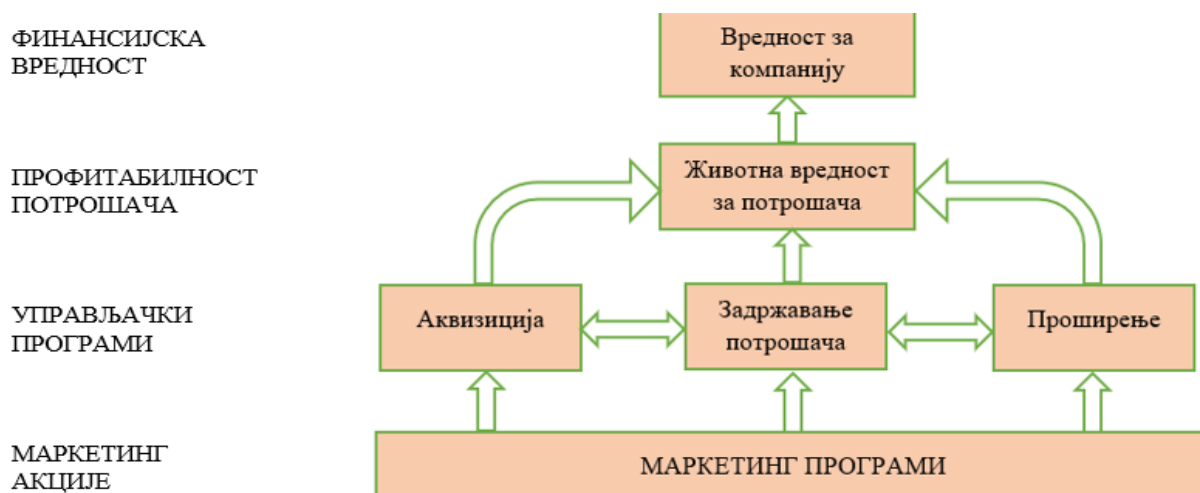 ФИНАНСИЈСКА
ВРЕДНОСТ
Вредност за
компанију
ПРОФИТАБИЛНОСТ
ПОТРОШАЧА
Животна вредност
за потрошача
УПРАВЉАЧКИ
ПРОГРАМИ
Аквизиција
Задржавање
потрошача
Проширење
МАРКЕТИНГ
АКЦИЈЕ
МАРКЕТИНГ ПРОГРАМИ